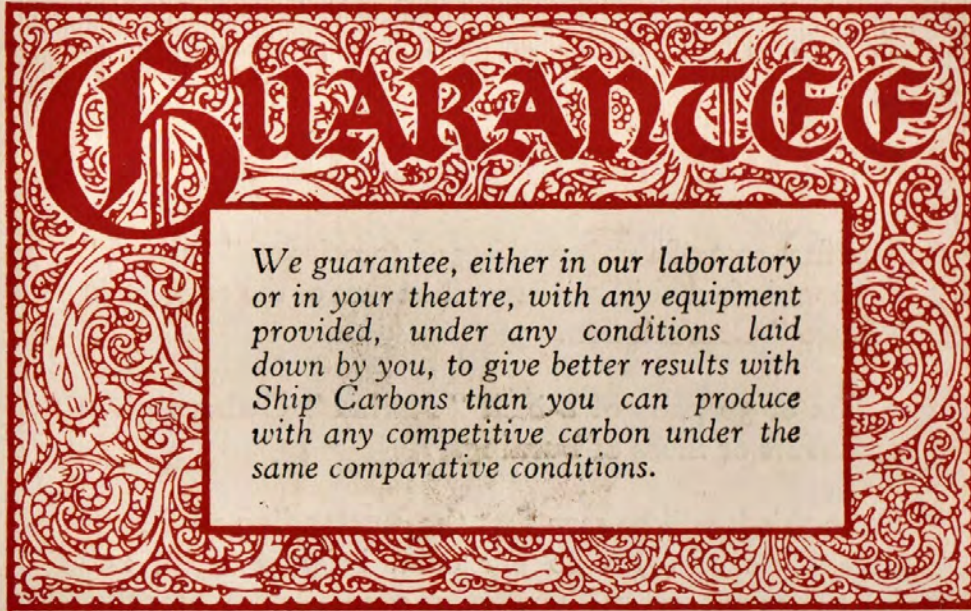 GUARANTEE
We guarantee, either in our laboratory
or in your theatre, with any equipment
provided, under any conditions laid
down by you, to give better results with
Ship Carbons than you can produce
with any competitive carbon under the
same comparative conditions.